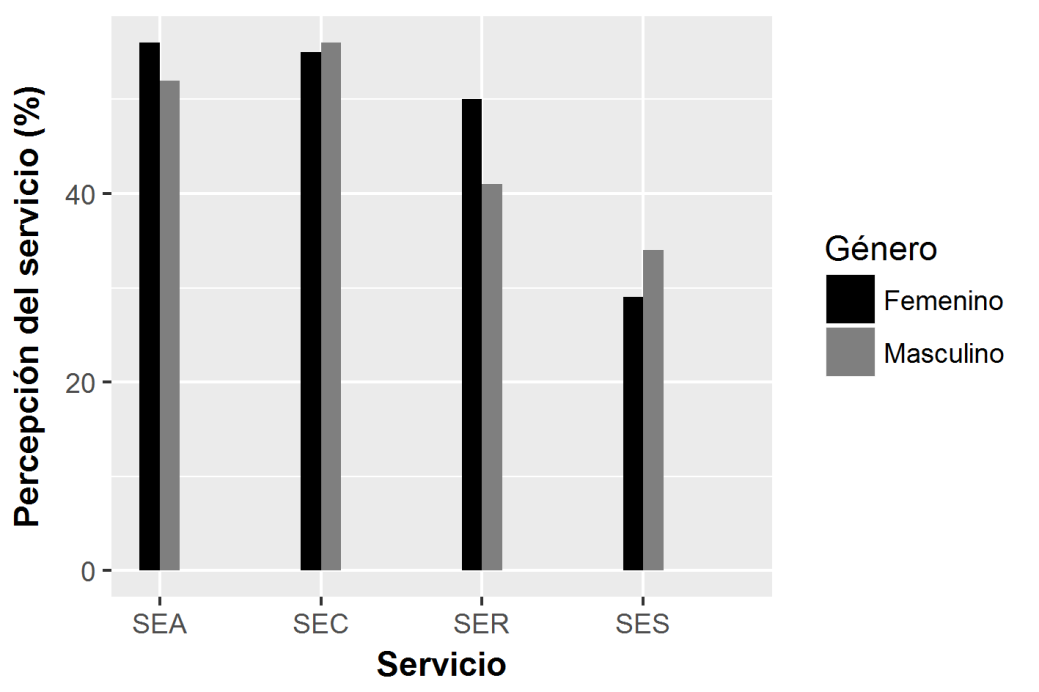 Percepción del servicio (%)
40
20
0
SEA
SEC
SER
SES
Servicio
Género
Femenino
Masculino